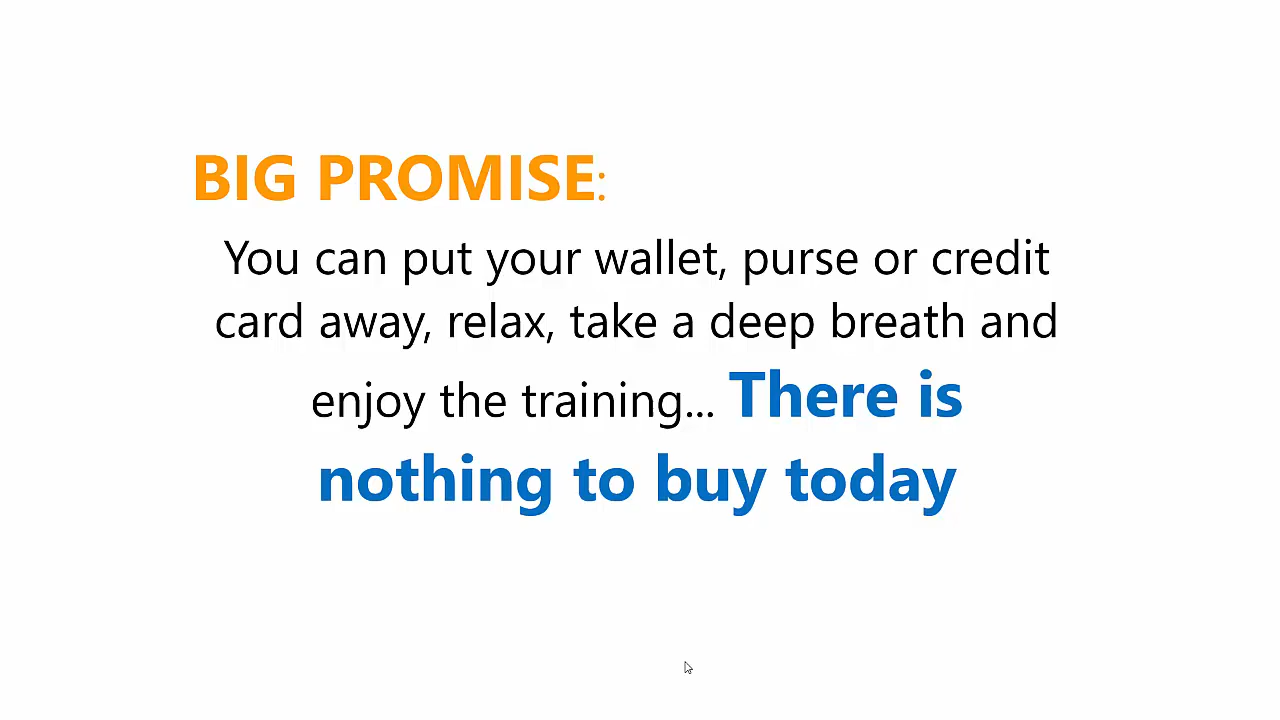 BIG PROMISE:
You can put your wallet, purse or credit
card away, relax, take a deep breath and
enjoy the training... There is
nothing to buy today